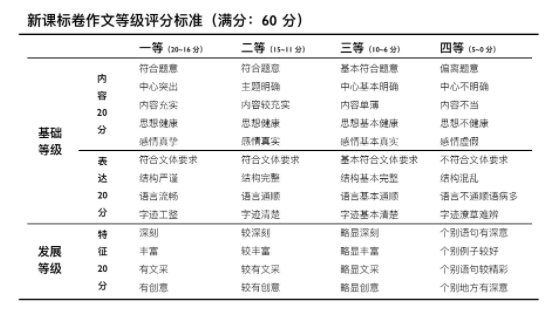 新课标卷作文等级评分标准（满分：60 分）
一等（20~16 分） 二等（15~11 分） 三等（10~6 分） 四等（5~0 分）
基础等级 内容20分 符合题意 符合题意 基本符合题意 偏离题意
中心突出 主题明确 中心基本明确 中心不明确
内容充实 内容较充实 内容单薄 内容不当
思想健康 思想健康 思想基本健康 思想不健康
感情真挚 感情真实 感情基本真实 感情虚假
表达20分 符合文体要求 符合文体要求 基本符合文体要求 不符合文体要求
结构严谨 结构完整 结构基本完整 结构混乱
语言流畅 语言通顺 语言基本通顺 语言不通顺语病多
字迹工整 字迹清楚 字迹基本清楚 字迹潦草难辨
发展等级 特征20分 深刻 较深刻 略显深刻 个别语句有深意
丰富 较丰富 略显丰富 个别例子较好
有文采 较有文采 略显文采 个别语句较精彩
有创意 较有创意 略显创意 个别地方有深意